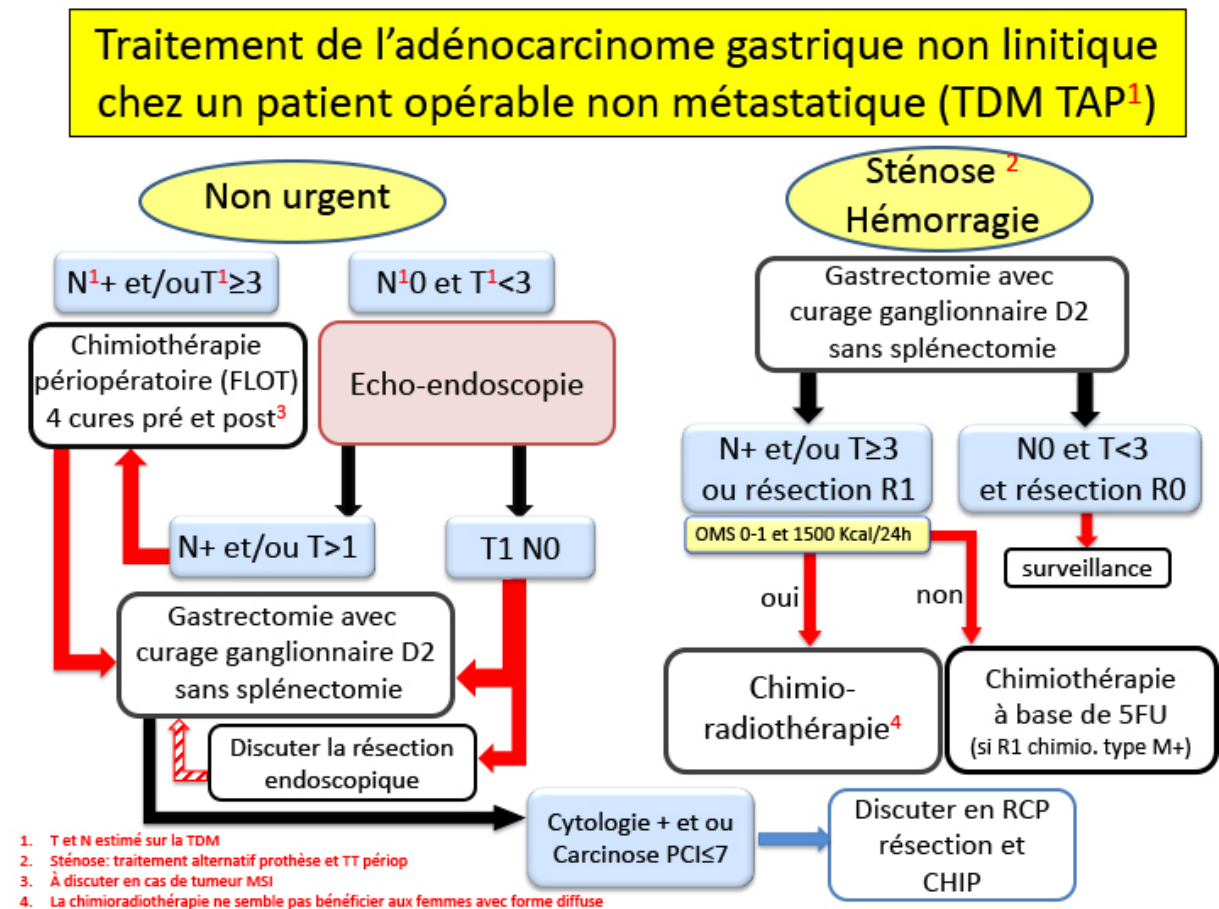 Traitement de l'adénocarcinome gastrique non linitique
chez un patient opérable non métastatique (TDM TAP1)
Non urgent
Sténose 2
Hémorragie
N1+ et/ouT1≥3
N10 et T1<3
Chimiothérapie
périopératoire (FLOT)
4 cures pré et post3
Echo-endoscopie
N+ et/ou T>1
T1 N0
Gastrectomie avec
curage ganglionnaire D2
sans splénectomie
Discuter la résection
endoscopique
Gastrectomie avec
curage ganglionnaire D2
sans splénectomie
N+ et/ou T≥3
ou résection R1
N0 et T<3
et résection R0
OMS 0-1 et 1500 Kcal/24h
surveillance
oui
non
Chimio-
radiothérapie4
Chimiothérapie
à base de 5FU
(si R1 chimio. type M+)
Cytologie + et ou
Carcinose PCI≤7
Discuter en RCP
résection et
CHIP
1. T et N estimé sur la TDM
2. Sténose: traitement alternatif prothèse et TT périop
3. À discuter en cas de tumeur MSI
4. La chimioradiothérapie ne semble pas bénéficier aux femmes avec forme diffuse